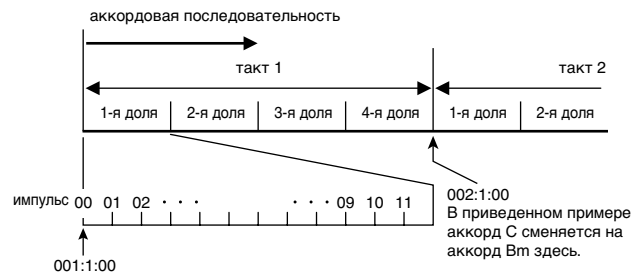 аккордовая последовательность
такт 1
такт 2
1-я доля
2-я доля
3-я доля
4-я доля
1-я доля
2-я доля
импульс 00 01 02 · · · · · · 09 10 11
001:1:00
002:1:00
В приведенном примере
аккорд C сменяется на
аккорд Bm здесь.